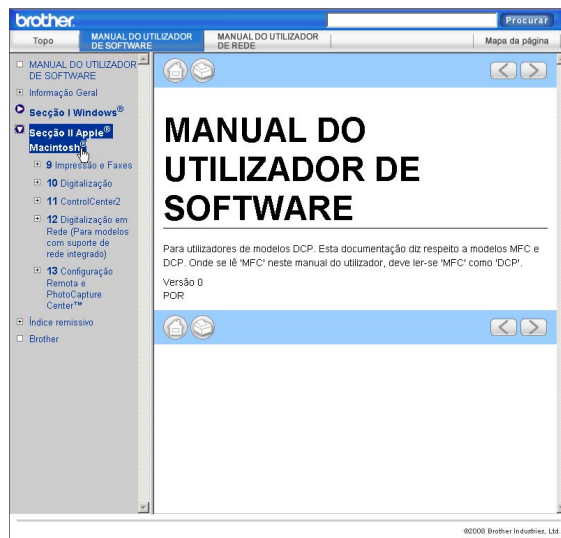 brother.
Procurar
Topo
MANUAL DO UTILIZADOR
DE SOFTWARE
MANUAL DO UTILIZADOR
DE REDE
Mapa da página
MANUAL DO UTILIZADOR
DE SOFTWARE
Informação Geral
Secção I Windows®
Secção II Apple®
Macintosh®
9 Impressão e Faxes
10 Digitalização
11 ControlCenter2
12 Digitalização em
Rede (Para modelos
com suporte de
rede integrado)
13 Configuração
Remota e
PhotoCapture
Center™
Índice remissivo
Brother
MANUAL DO
UTILIZADOR DE
SOFTWARE
Para utilizadores de modelos DCP. Esta documentação diz respeito a modelos MFC e
DCP. Onde se lê 'MFC' neste manual do utilizador, deve ler-se 'MFC' como 'DCP'.
Versão 0
POR
©2008 Brother Industries, Ltd.